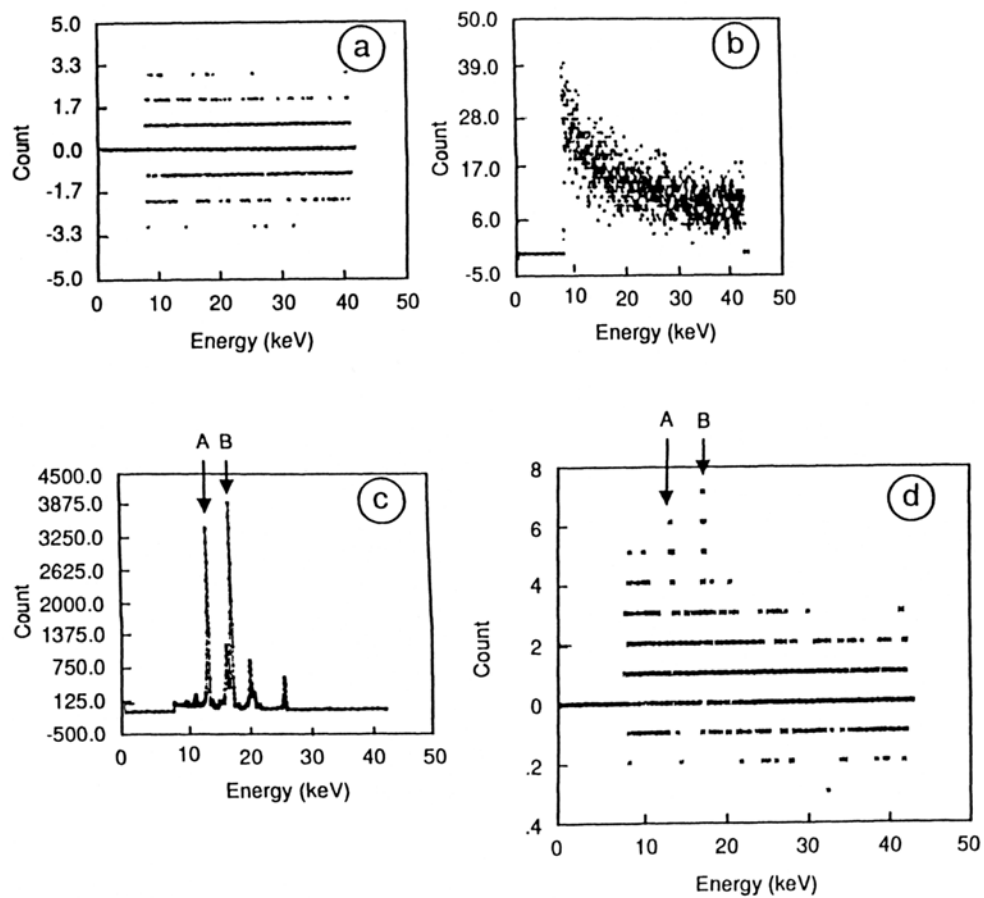 a
5.0
3.3
1.7
0.0
-1.7
-3.3
-5.0
Count
0 10 20 30 40 50
Energy (keV)
b
50.0
39.0
28.0
17.0
6.0
-5.0
Count
0 10 20 30 40 50
Energy (keV)
A B
c
4500.0
3875.0
3250.0
2625.0
2000.0
1375.0
750.0
125.0
-500.0
Count
0 10 20 30 40 50
Energy (keV)
A B
d
8
6
4
2
0
.2
.4
Count
0 10 20 30 40 50
Energy (keV)